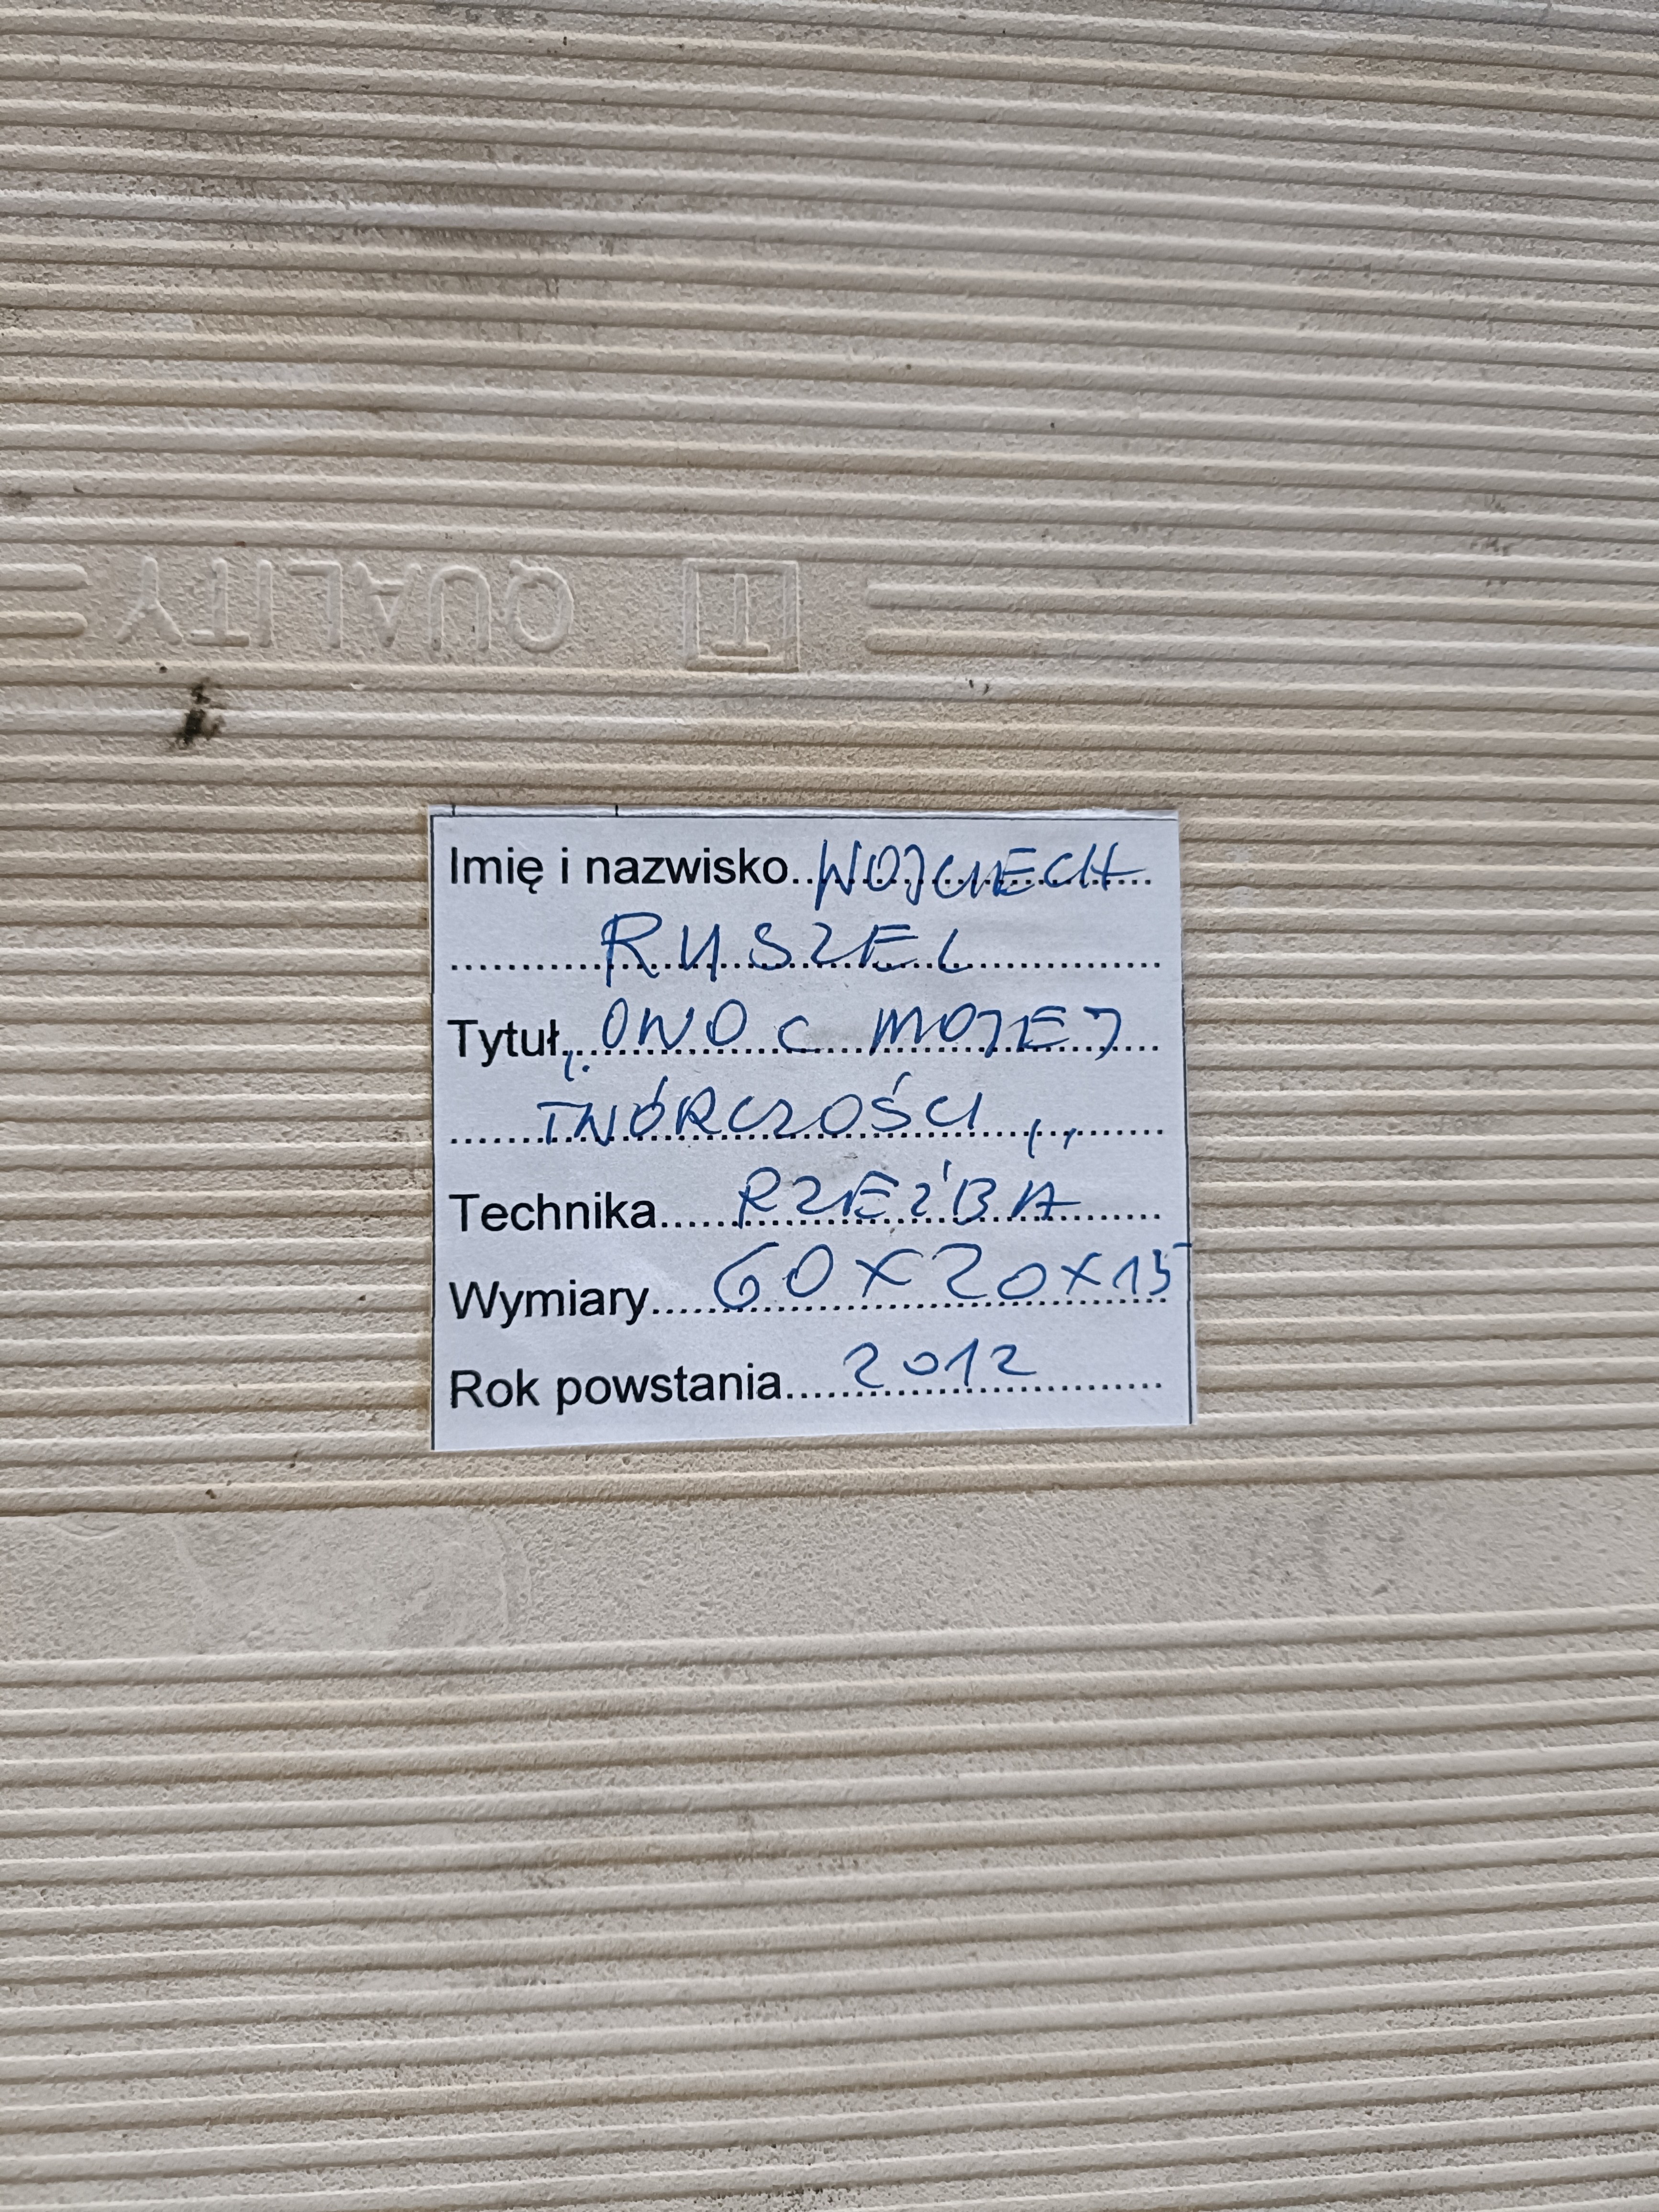 T QUALITY
Imię i nazwisko..WOJCIECH
RUSZEL
Tytuł.,,OWOC MOJEJ
TWÓRCZOŚCI,,
Technika.....RZEŹBA
Wymiary....60x20x15
Rok powstania....2012